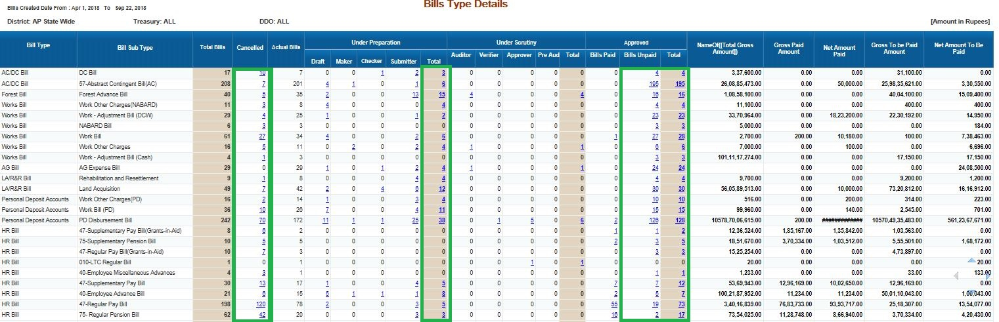 Bills Type Details
Bills Created Date From : Apr 1, 2018 To Sep 22, 2018
District: AP State Wide Treasury: ALL DDO: ALL [Amount in Rupees]
Bill Type Bill Sub Type Total Bills Cancelled Actual Bills Under Preparation Under Scrutiny Approved NameOf[[Total Gross Amount]) Gross Paid Amount Net Amount Paid Gross To be Paid Amount Net Amount To Be Paid
Draft Maker Checker Submitter Total Auditor Verifier Approver Pre Aud Total Bills Paid Bills Unpaid Total
AC/DC Bill DC Bill 17 10 7 0 0 1 2 3 0 0 0 0 0 0 4 4 3,37,600.00 0.00 0.00 31,100.00 0.00
AC/DC Bill 57-Abstract Contingent Bill(AC) 208 7 201 4 1 0 1 6 0 0 0 0 0 0 195 195 26,08,85,473.00 0.00 50,000.00 25,98,35,621.00 3,30,550.00
Forest Bill Forest Advance Bill 40 5 35 2 0 0 13 15 4 0 0 0 4 0 16 16 1,08,58,100.00 0.00 0.00 40,04,100.00 15,09,400.00
Works Bill Work Other Charges(NABARD) 11 3 8 4 0 0 0 4 0 0 0 0 0 0 4 4 11,100.00 0.00 0.00 400.00 400.00
Works Bill Work - Adjustment Bill (DCW) 29 4 25 1 0 0 1 2 0 0 0 0 0 0 23 23 33,70,964.00 0.00 18,23,200.00 22,30,192.00 14,950.00
Works Bill NABARD Bill 6 3 3 0 0 0 0 0 0 0 0 0 0 0 3 3 5,000.00 0.00 0.00 0.00 184.00
Works Bill Work Bill 61 27 34 4 0 0 2 6 0 0 0 0 0 1 27 28 2,700.00 200.00 10,180.00 100.00 7,38,463.00
Works Bill Work Other Charges 16 5 11 0 2 0 2 4 1 0 0 0 1 0 6 6 7,000.00 0.00 100.00 0.00 6,696.00
Works Bill Work - Adjustment Bill (Cash) 4 1 3 0 0 0 0 0 0 0 0 0 0 0 3 3 101,11,17,274.00 0.00 0.00 17,150.00 17,150.00
AG Bill AG Expense Bill 29 0 29 1 0 1 2 4 1 0 0 0 1 0 24 24 0.00 0.00 0.00 24,08,500.00
LA/R&R Bill Rehabilitation and Resettlement 9 1 8 0 0 0 4 4 0 0 0 0 0 0 4 4 9,700.00 0.00 0.00 9,200.00 1,200.00
LA/R&R Bill Land Acquisition 49 7 42 2 0 4 6 12 0 0 0 0 0 0 30 30 56,05,89,513.00 0.00 10,000.00 73,20,812.00 16,16,912.00
Personal Deposit Accounts Work Other Charges(PD) 16 2 14 1 0 0 3 4 0 0 0 0 0 0 10 10 516.00 0.00 200.00 314.00 223.00
Personal Deposit Accounts Work Bill (PD) 36 10 26 7 0 0 4 11 0 0 0 0 0 0 15 15 99,960.00 0.00 140.00 2,545.00 701.00
Personal Deposit Accounts PD Disbursement Bill 242 70 172 11 1 1 25 38 0 1 5 0 6 2 126 128 10578,70,06,615.00 200.00 ############# 10570,49,35,483.00 561,23,67,671.00
HR Bill 47-Supplementary Pay Bill(Grants-in-Aid) 8 6 2 0 0 0 0 0 0 0 0 0 0 1 1 2 12,36,524.00 1,85,167.00 1,35,842.00 1,03,563.00 0.00
HR Bill 75-Supplementary Pension Bill 10 5 5 0 0 0 0 0 0 0 0 0 0 2 3 5 18,51,670.00 3,70,334.00 1,03,512.00 5,55,501.00 1,68,172.00
HR Bill 47-Regular Pay Bill(Grants-in-Aid) 10 7 3 0 0 0 0 0 0 0 0 0 0 0 3 3 15,25,254.00 0.00 0.00 4,73,897.00 0.00
HR Bill 010-LTC Regular Bill 1 0 1 0 0 0 0 0 0 0 1 0 1 0 0 0 20.00 0.00 0.00 0.00 20.00
HR Bill 40-Employee Miscellaneous Advances 4 3 1 0 0 0 0 0 0 0 0 0 0 0 1 1 1,233.00 0.00 0.00 33.00 133.00
HR Bill 47-Supplementary Pay Bill 30 13 17 1 0 0 4 5 0 0 0 0 0 7 7 12 53,69,943.00 12,96,169.00 10,02,650.00 12,96,169.00 0.00
HR Bill 40-Employee Advance Bill 21 6 15 5 1 1 0 8 0 0 0 0 0 2 5 7 100,21,87,952.00 11,234.00 11,234.00 50,01,10,043.00 1,00,043.00
HR Bill 47-Regular Pay Bill 198 120 78 2 0 0 3 5 0 0 0 0 0 55 19 73 3,40,16,839.00 76,83,733.00 93,93,717.00 25,18,307.00 13,54,077.00
HR Bill 75- Regular Pension Bill 62 42 20 0 0 0 3 3 0 0 0 0 0 16 2 17 73,54,025.00 11,28,748.00 8,66,940.00 3,70,334.00 4,20,430.00